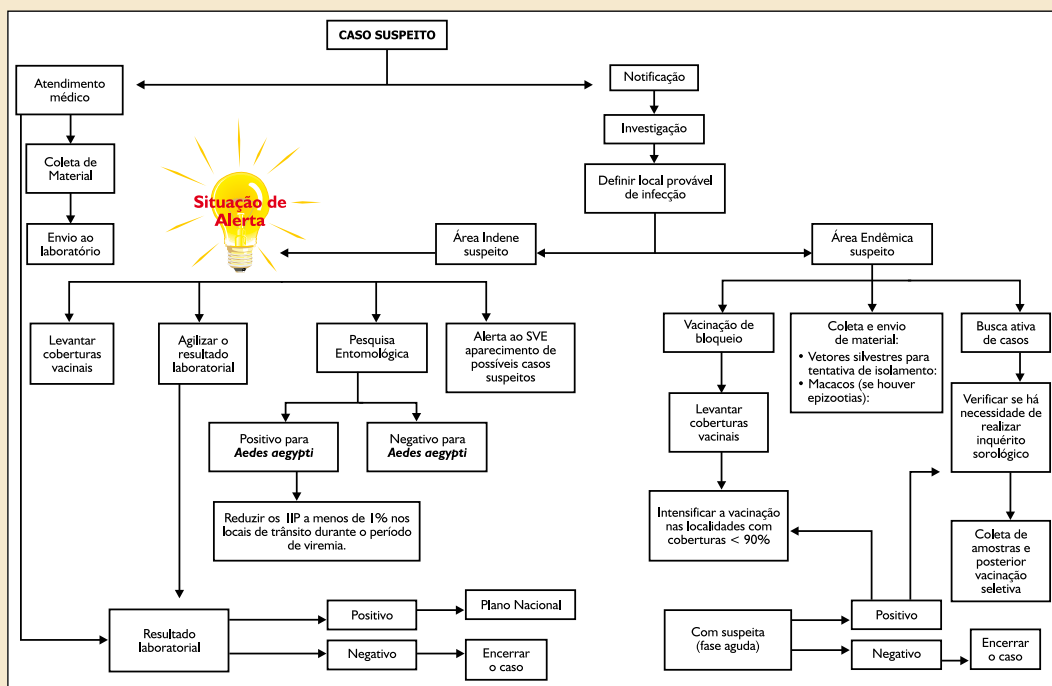 CASO SUSPEITO
Atendimento
médico
Notificação
Coleta de
Material
Investigação
Situação de
Alerta
Definir local provável
de infecção
Envio ao
laboratório
Área Indene
suspeito
Área Endêmica
suspeito
Levantar
coberturas
vacinais
Agilizar o
resultado
laboratorial
Pesquisa
Entomológica
Alerta ao SVE
aparecimento de
possíveis casos
suspeitos
Vacinação de
bloqueio
Coleta e envio
de material:
• Vetores silvestres para
tentativa de isolamento:
• Macacos (se houver
epizootias):
Busca ativa
de casos
Positivo para
Aedes aegypti
Negativo para
Aedes aegypti
Levantar
coberturas
vacinais
Verificar se há
necessidade de
realizar
inquérito
sorológico
Reduzir os IIP a menos de 1% nos
locais de trânsito durante o período
de viremia.
Intensificar a vacinação
nas localidades com
coberturas < 90%
Coleta de
amostras e
posterior
vacinação
seletiva
Resultado
laboratorial
Positivo
Plano Nacional
Negativo
Encerrar
o caso
Com suspeita
(fase aguda)
Positivo
Negativo
Encerrar
o caso